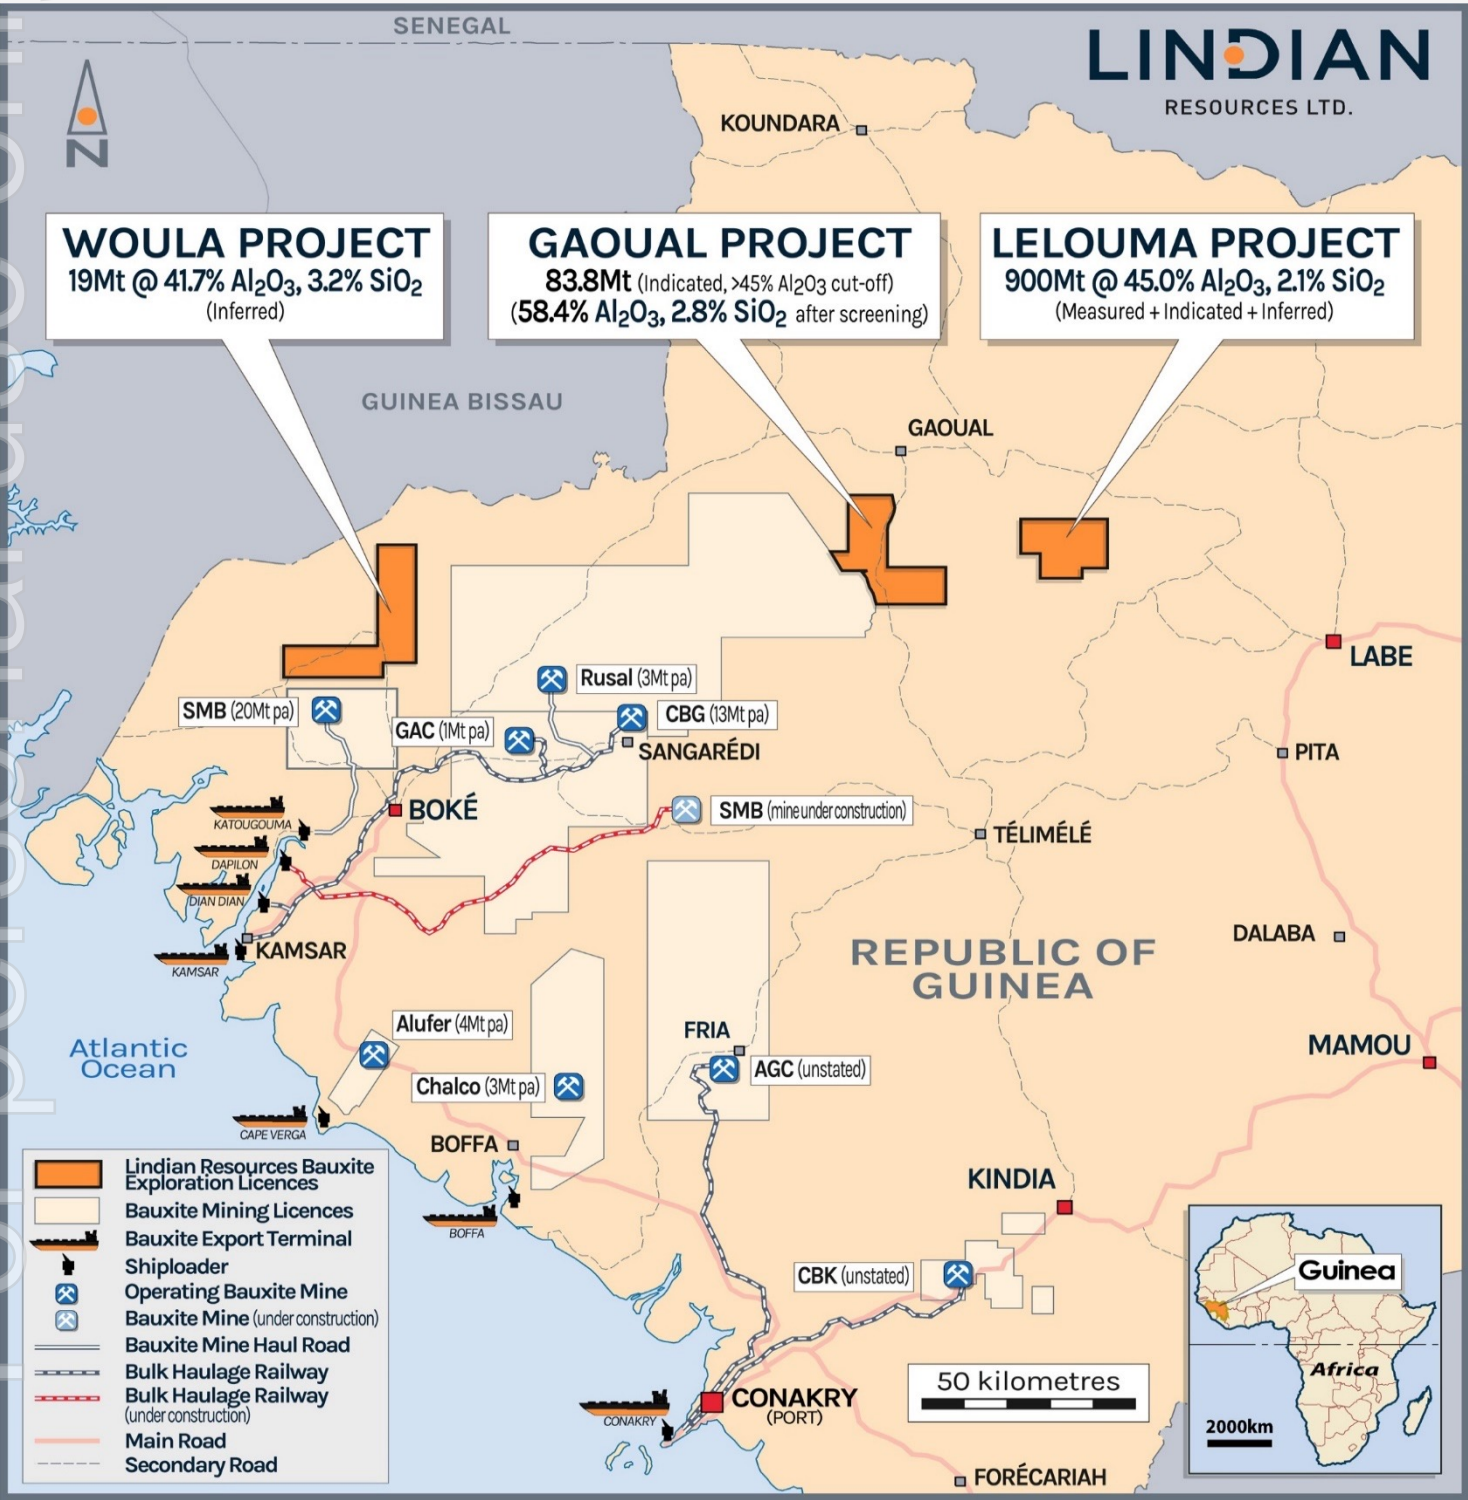 SENEGAL
LINDIAN
RESOURCES LTD.
N
KOUNDARA
WOULA PROJECT
19Mt @ 41.7% Al₂O₃, 3.2% SiO₂
(Inferred)
GAOUAL PROJECT
83.8Mt (Indicated, >45% Al₂O₃ cut-off)
(58.4% Al₂O₃, 2.8% SiO₂ after screening)
LELOUMA PROJECT
900Mt @ 45.0% Al₂O₃, 2.1% SiO₂
(Measured + Indicated + Inferred)
GUINEA BISSAU
GAOUAL
LABE
Rusal (3Mt pa)
SMB (20Mt pa)
CBG (13Mt pa)
GAC (1Mt pa)
SANGARÉDI
PITA
BOKÉ
SMB (mine under construction)
KATOUGOUMA
TÉLIMÉLÉ
DAPILON
DIAN DIAN
DALABA
KAMSAR
KAMSAR
REPUBLIC OF
GUINEA
Alufer (4Mt pa)
FRIA
MAMOU
Atlantic
Ocean
AGC (unstated)
Chalco (3Mt pa)
CAPE VERGA
BOFFA
KINDIA
BOFFA
CBK (unstated)
Lindian Resources Bauxite
Exploration Licences
Bauxite Mining Licences
Bauxite Export Terminal
Shiploader
Operating Bauxite Mine
Bauxite Mine (under construction)
Bauxite Mine Haul Road
Bulk Haulage Railway
Bulk Haulage Railway
(under construction)
Main Road
Secondary Road
CONAKRY
(PORT)
CONAKRY
50 kilometres
FORÉCARIAH
Guinea
Africa
2000km